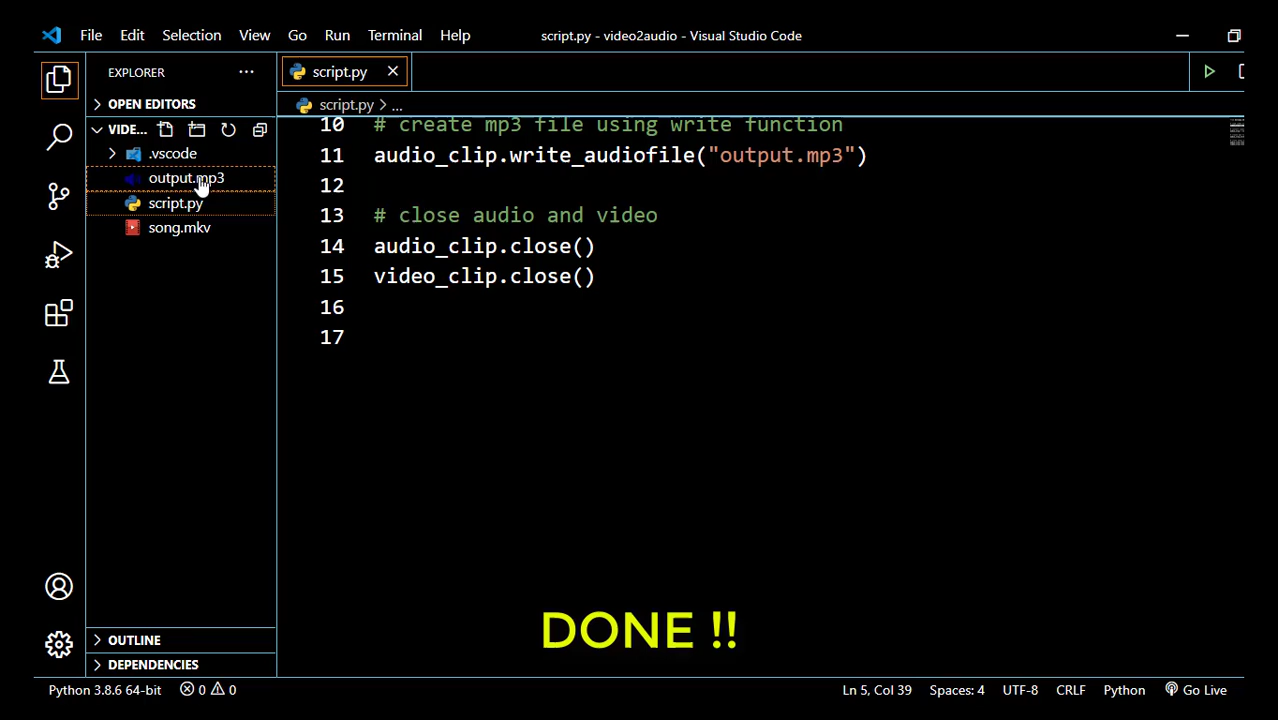 File Edit Selection View Go Run Terminal Help script.py - video2audio - Visual Studio Code
EXPLORER ··· script.py
OPEN EDITORS script.py > ...
VIDE...
.vscode
output.mp3
script.py
song.mkv
10 # create mp3 file using write function
11 audio_clip.write_audiofile("output.mp3")
12
13 # close audio and video
14 audio_clip.close()
15 video_clip.close()
16
17
DONE !!
OUTLINE
DEPENDENCIES
Python 3.8.6 64-bit 0 0 Ln 5, Col 39 Spaces: 4 UTF-8 CRLF Python Go Live